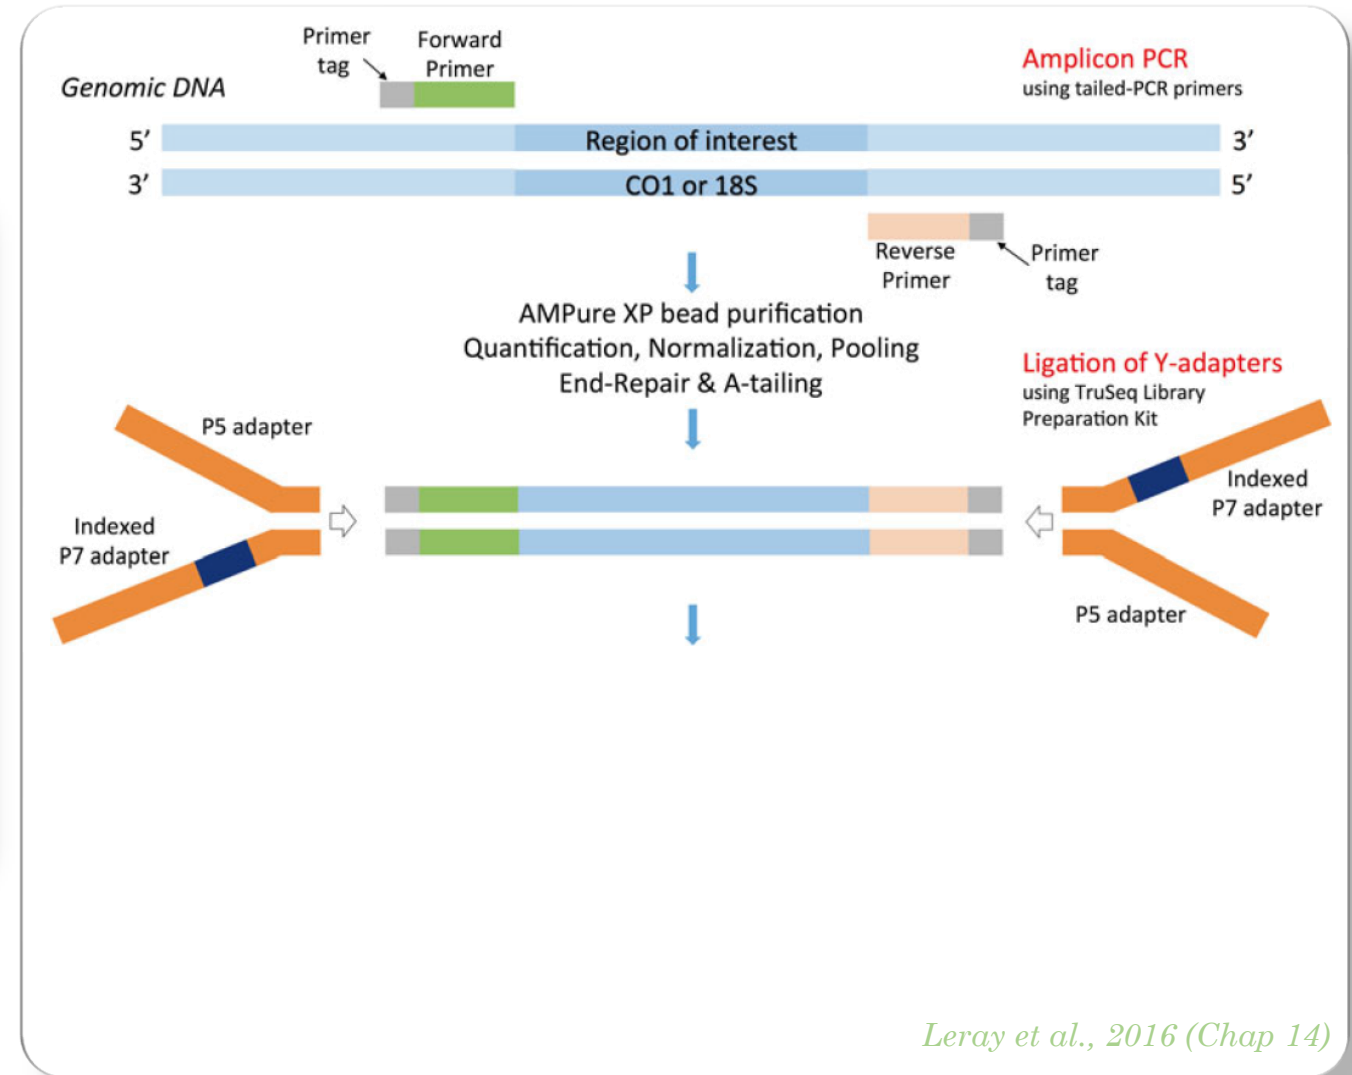 Primer
tag
Forward
Primer
Genomic DNA
Amplicon PCR
using tailed-PCR primers
5’ Region of interest 3’
3’ CO1 or 18S 5’
Reverse
Primer
Primer
tag
AMPure XP bead purification
Quantification, Normalization, Pooling
End-Repair & A-tailing
Ligation of Y-adapters
using TruSeq Library
Preparation Kit
P5 adapter
Indexed
P7 adapter
Indexed
P7 adapter
P5 adapter
Leray et al., 2016 (Chap 14)